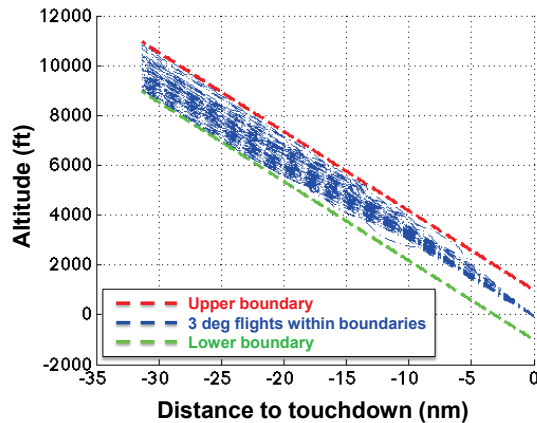 12000
10000
8000
6000
4000
2000
0
-2000
Altitude (ft)
Upper boundary
3 deg flights within boundaries
Lower boundary
-35 -30 -25 -20 -15 -10 -5 0
Distance to touchdown (nm)